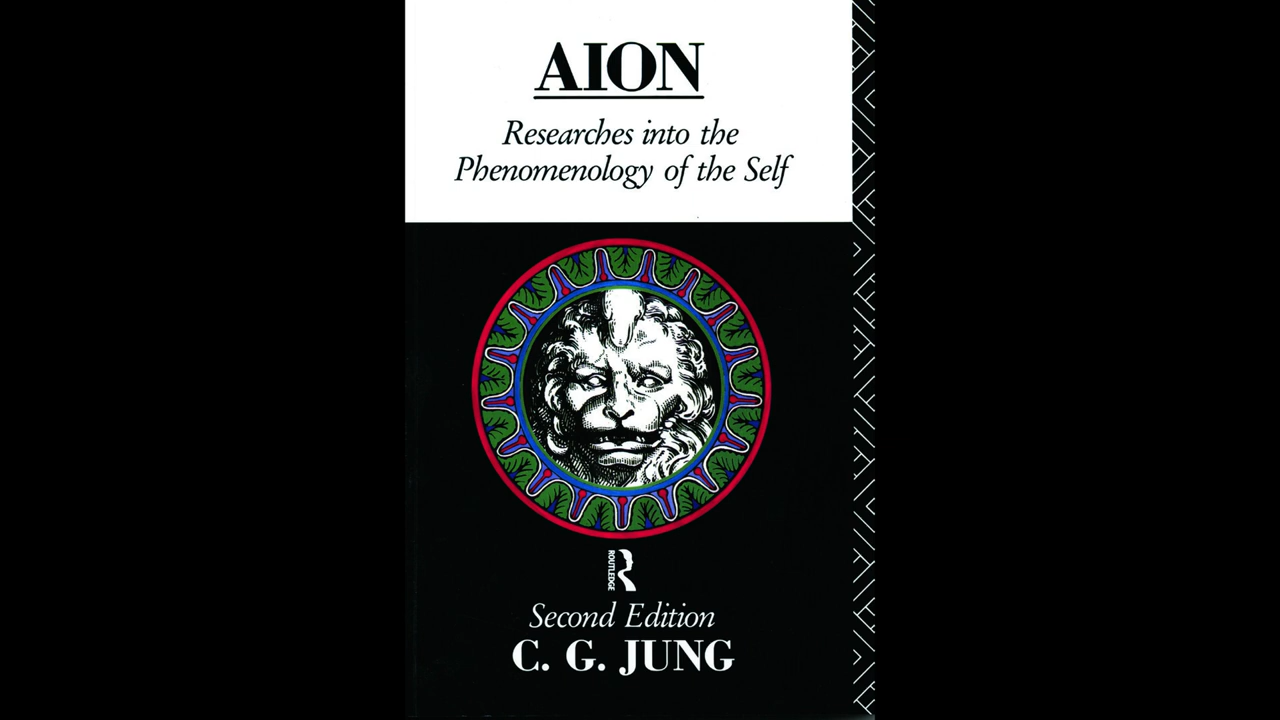 AION
Researches into the
Phenomenology of the Self
ROUTLEDGE
Second Edition
C. G. JUNG